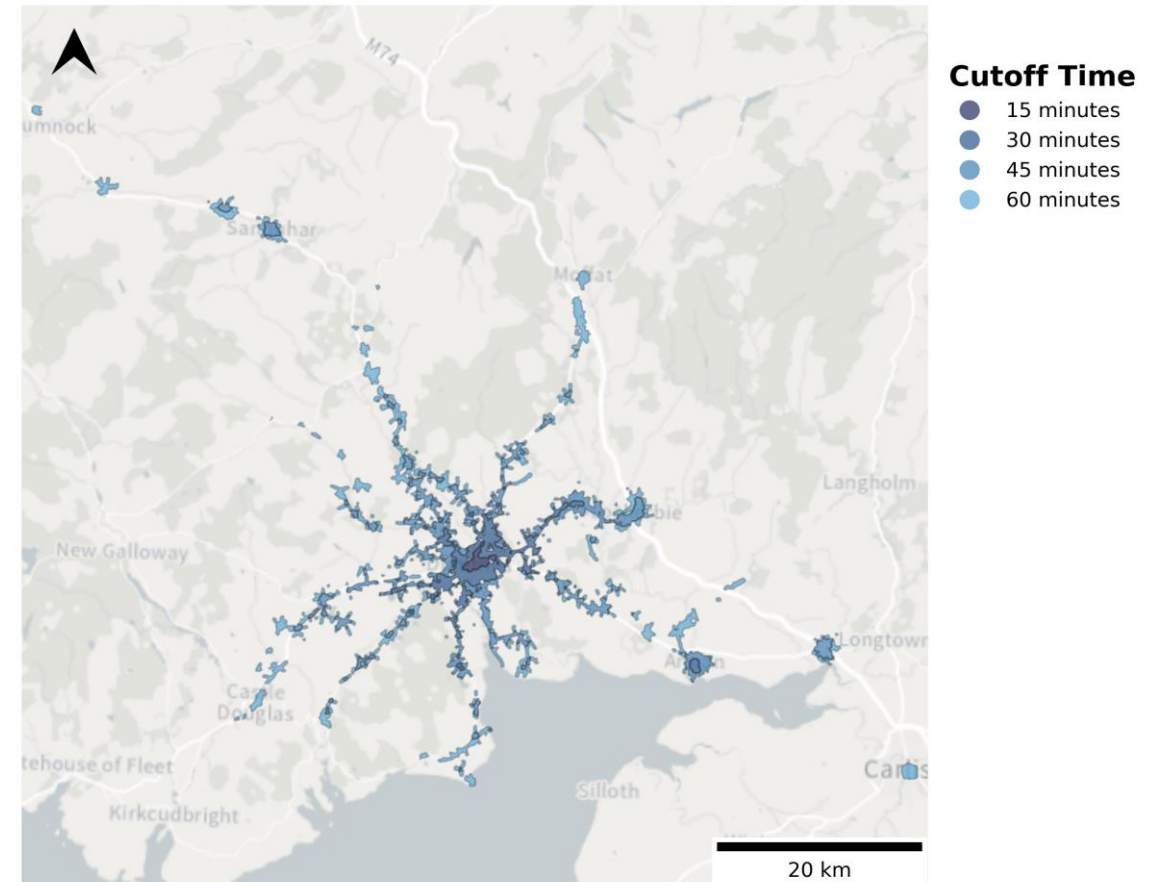 M74
Cutoff Time
15 minutes
30 minutes
45 minutes
60 minutes
umnock
Moffat
Langholm
New Galloway
Longtown
Castle
Douglas
tehouse of Fleet
Silloth
Kirkcudbright
20 km